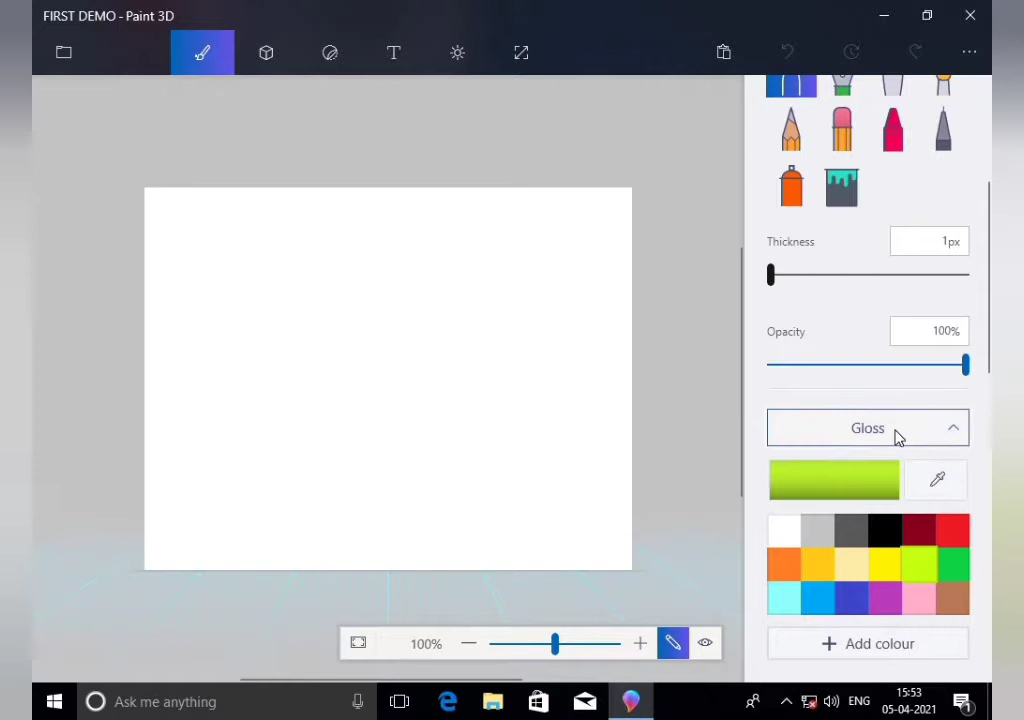 FIRST DEMO - Paint 3D
Thickness
1px
Opacity
100%
Gloss
100%
Add colour
Ask me anything
ENG
15:53
05-04-2021
1